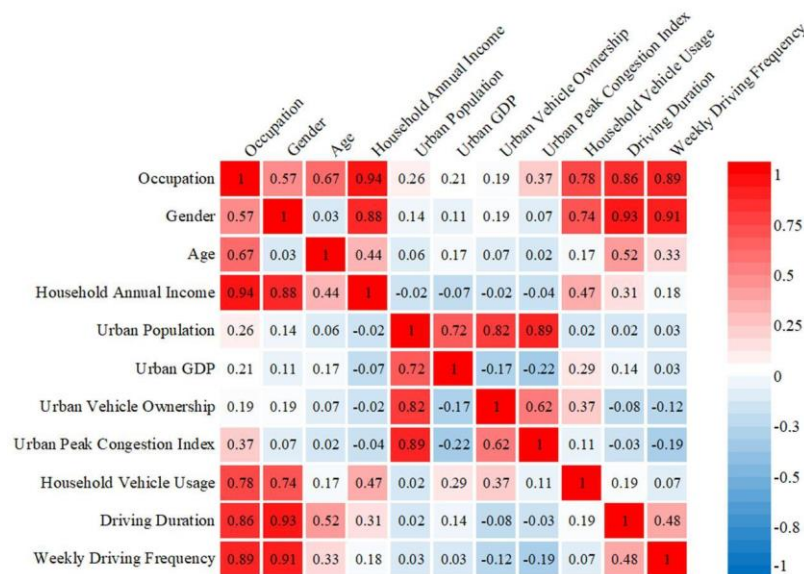 Occupation
Gender
Age
Household Annual Income
Urban Population
Urban GDP
Urban Vehicle Ownership
Urban Peak Congestion Index
Household Vehicle Usage
Driving Duration
Weekly Driving Frequency
Occupation 1 0.57 0.67 0.94 0.26 0.21 0.19 0.37 0.78 0.86 0.89
Gender 0.57 1 0.03 0.88 0.14 0.11 0.19 0.07 0.74 0.93 0.91
Age 0.67 0.03 1 0.44 0.06 0.17 0.07 0.02 0.17 0.52 0.33
Household Annual Income 0.94 0.88 0.44 1 -0.02 -0.07 -0.02 -0.04 0.47 0.31 0.18
Urban Population 0.26 0.14 0.06 -0.02 1 0.72 0.82 0.89 0.02 0.02 0.03
Urban GDP 0.21 0.11 0.17 -0.07 0.72 1 -0.17 -0.22 0.29 0.14 0.03
Urban Vehicle Ownership 0.19 0.19 0.07 -0.02 0.82 -0.17 1 0.62 0.37 -0.08 -0.12
Urban Peak Congestion Index 0.37 0.07 0.02 -0.04 0.89 -0.22 0.62 1 0.11 -0.03 -0.19
Household Vehicle Usage 0.78 0.74 0.17 0.47 0.02 0.29 0.37 0.11 1 0.19 0.07
Driving Duration 0.86 0.93 0.52 0.31 0.02 0.14 -0.08 -0.03 0.19 1 0.48
Weekly Driving Frequency 0.89 0.91 0.33 0.18 0.03 0.03 -0.12 -0.19 0.07 0.48 1
1
0.75
0.5
0.25
0
-0.3
-0.5
-0.8
-1